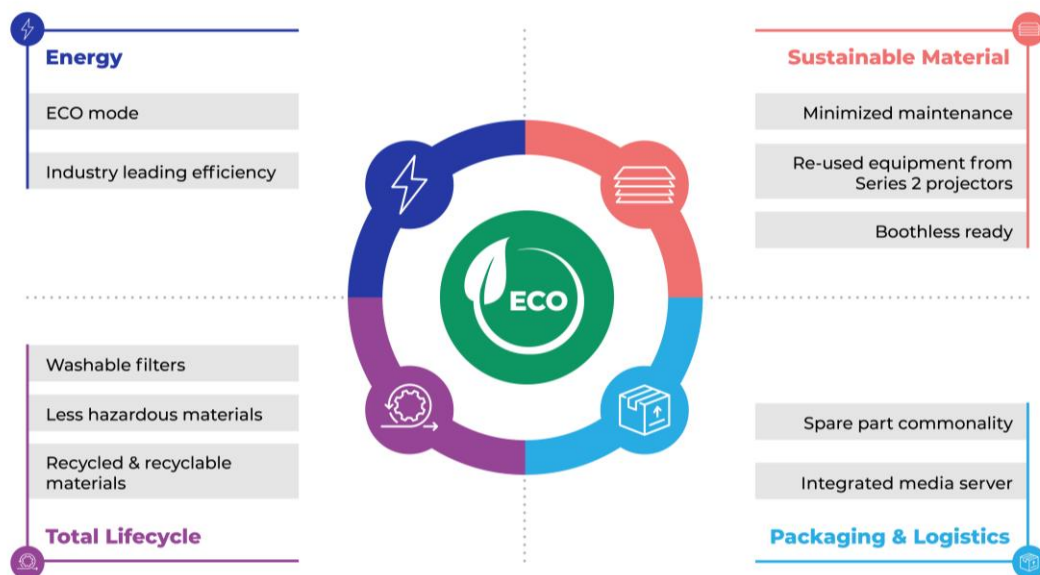 Energy
ECO mode
Industry leading efficiency
Sustainable Material
Minimized maintenance
Re-used equipment from
Series 2 projectors
Boothless ready
ECO
Washable filters
Less hazardous materials
Recycled & recyclable
materials
Total Lifecycle
Spare part commonality
Integrated media server
Packaging & Logistics